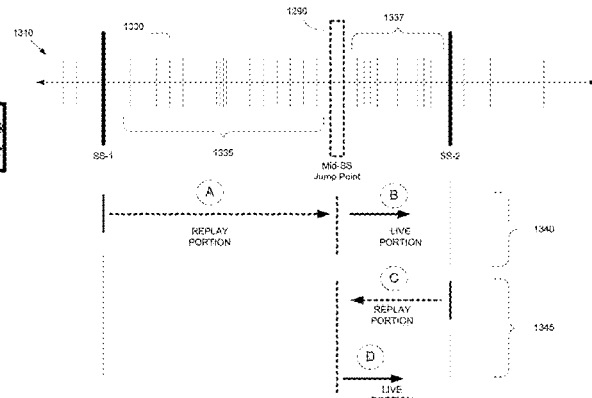 1310
1330
1290
1337
1335
SS-1
Mid-SS
Jump Point
SS-2
A
B
REPLAY
PORTION
LIVE
PORTION
1340
C
REPLAY
PORTION
1345
D
LIVE